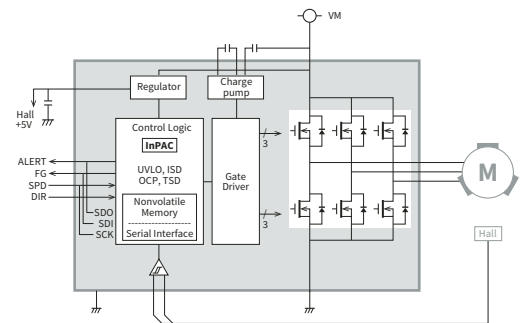 VM
Regulator
Charge
pump
Hall
+5V
Control Logic
InPAC
UVLO, ISD
OCP, TSD
Nonvolatile
Memory
Serial Interface
Gate
Driver
3
3
ALERT
FG
SPD
DIR
SDO
SDI
SCK
M
Hall